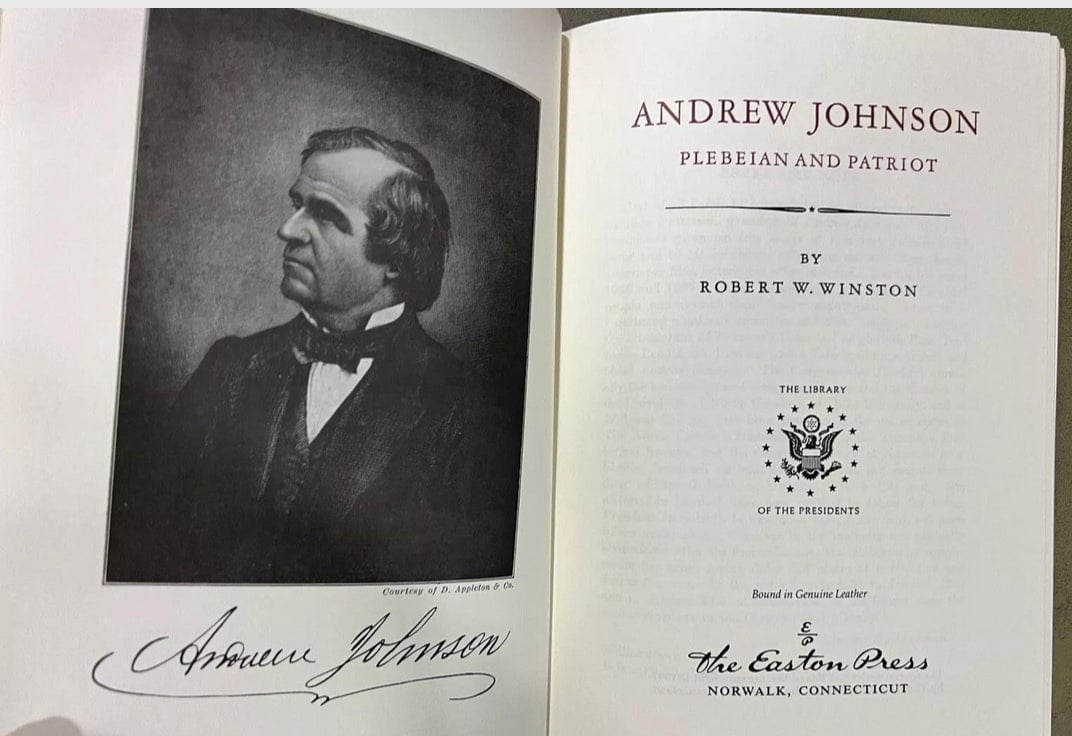 Courtesy of D. Appleton & Co.
Andrew Johnson
ANDREW JOHNSON
PLEBEIAN AND PATRIOT
BY
ROBERT W. WINSTON
THE LIBRARY
OF THE PRESIDENTS
Bound in Genuine Leather
E
P
The Easton Press
NORWALK, CONNECTICUT